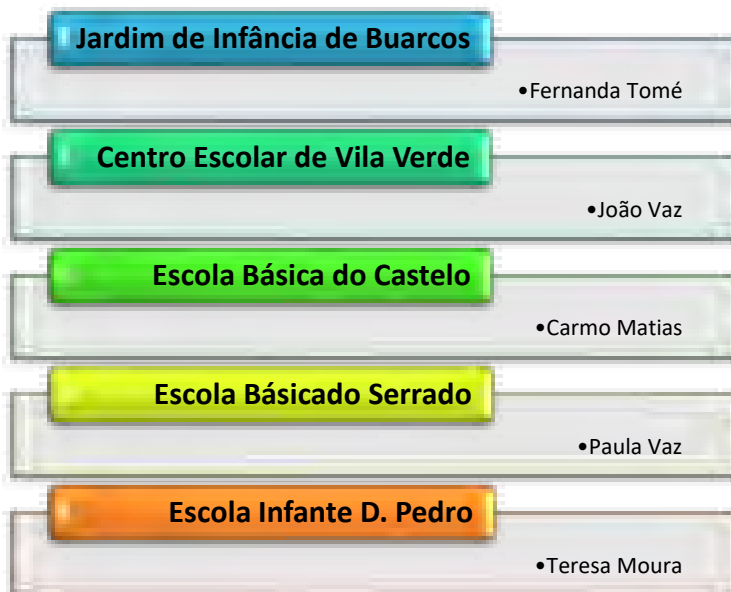 Jardim de Infância de Buarcos
•Fernanda Tomé
Centro Escolar de Vila Verde
•João Vaz
Escola Básica do Castelo
•Carmo Matias
Escola Básicado Serrado
•Paula Vaz
Escola Infante D. Pedro
•Teresa Moura